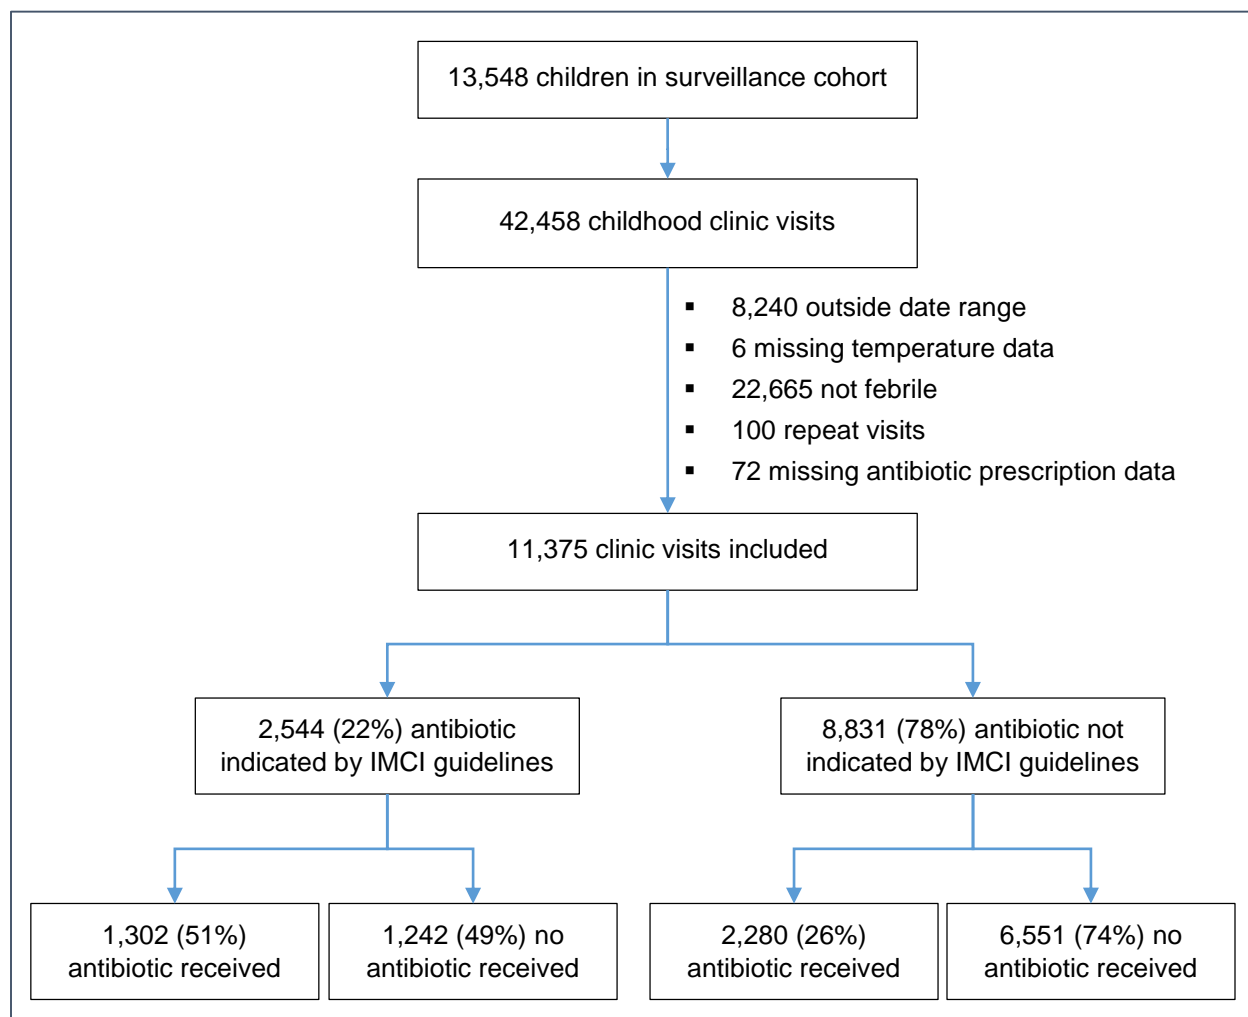 13,548 children in surveillance cohort
42,458 childhood clinic visits
▪ 8,240 outside date range
▪ 6 missing temperature data
▪ 22,665 not febrile
▪ 100 repeat visits
▪ 72 missing antibiotic prescription data
11,375 clinic visits included
2,544 (22%) antibiotic
indicated by IMCI guidelines
8,831 (78%) antibiotic not
indicated by IMCI guidelines
1,302 (51%)
antibiotic received
1,242 (49%) no
antibiotic received
2,280 (26%)
antibiotic received
6,551 (74%) no
antibiotic received